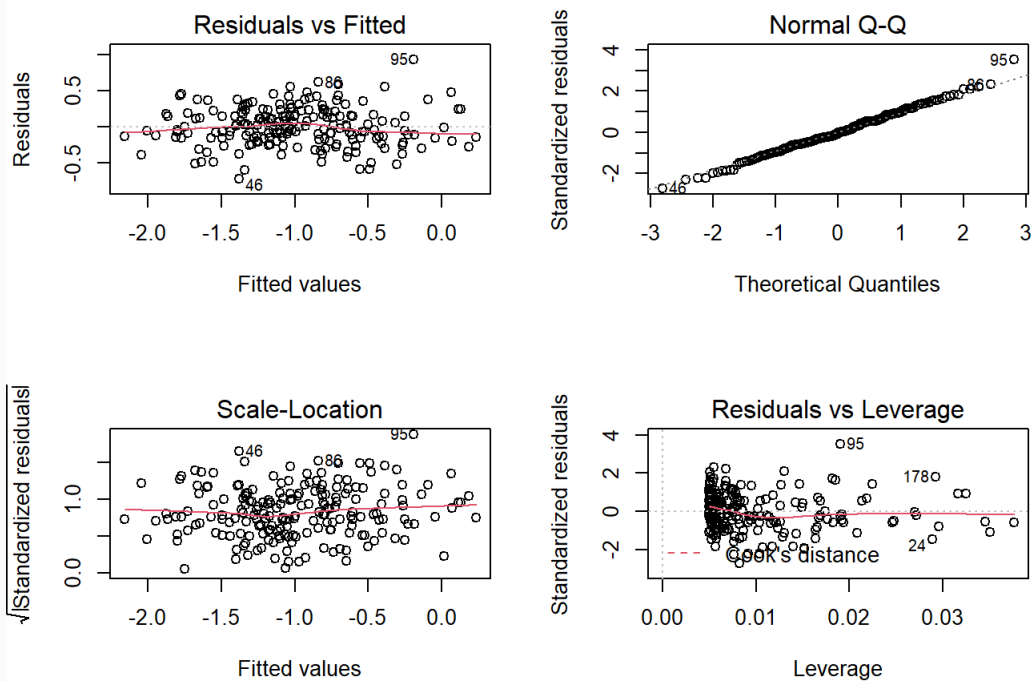 Residuals vs Fitted
Residuals
0.5
-0.5
95
86
46
-2.0 -1.5 -1.0 -0.5 0.0
Fitted values
Normal Q-Q
Standardized residuals
4
2
0
-2
95
86
46
-3 -2 -1 0 1 2 3
Theoretical Quantiles
Scale-Location
√|Standardized residuals|
1.0
0.0
95
46
86
-2.0 -1.5 -1.0 -0.5 0.0
Fitted values
Residuals vs Leverage
Standardized residuals
4
2
0
-2
95
178
24
Cook's distance
0.00 0.01 0.02 0.03
Leverage